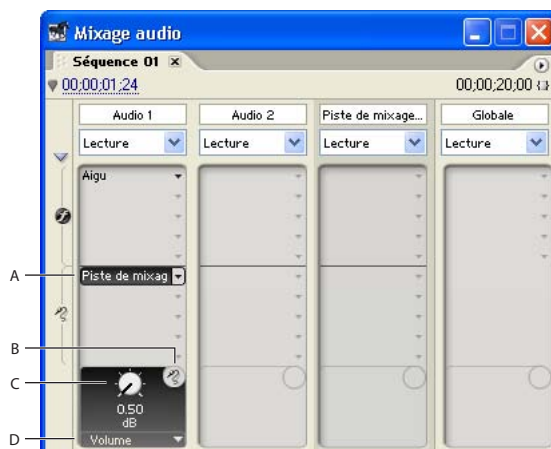 Mixage audio
Séquence 01
00;00;01;24
00;00;20;00
Audio 1
Audio 2
Piste de mixage...
Globale
Lecture
Lecture
Lecture
Lecture
Aigu
A
Piste de mixag
B
C
0.50
dB
D
Volume